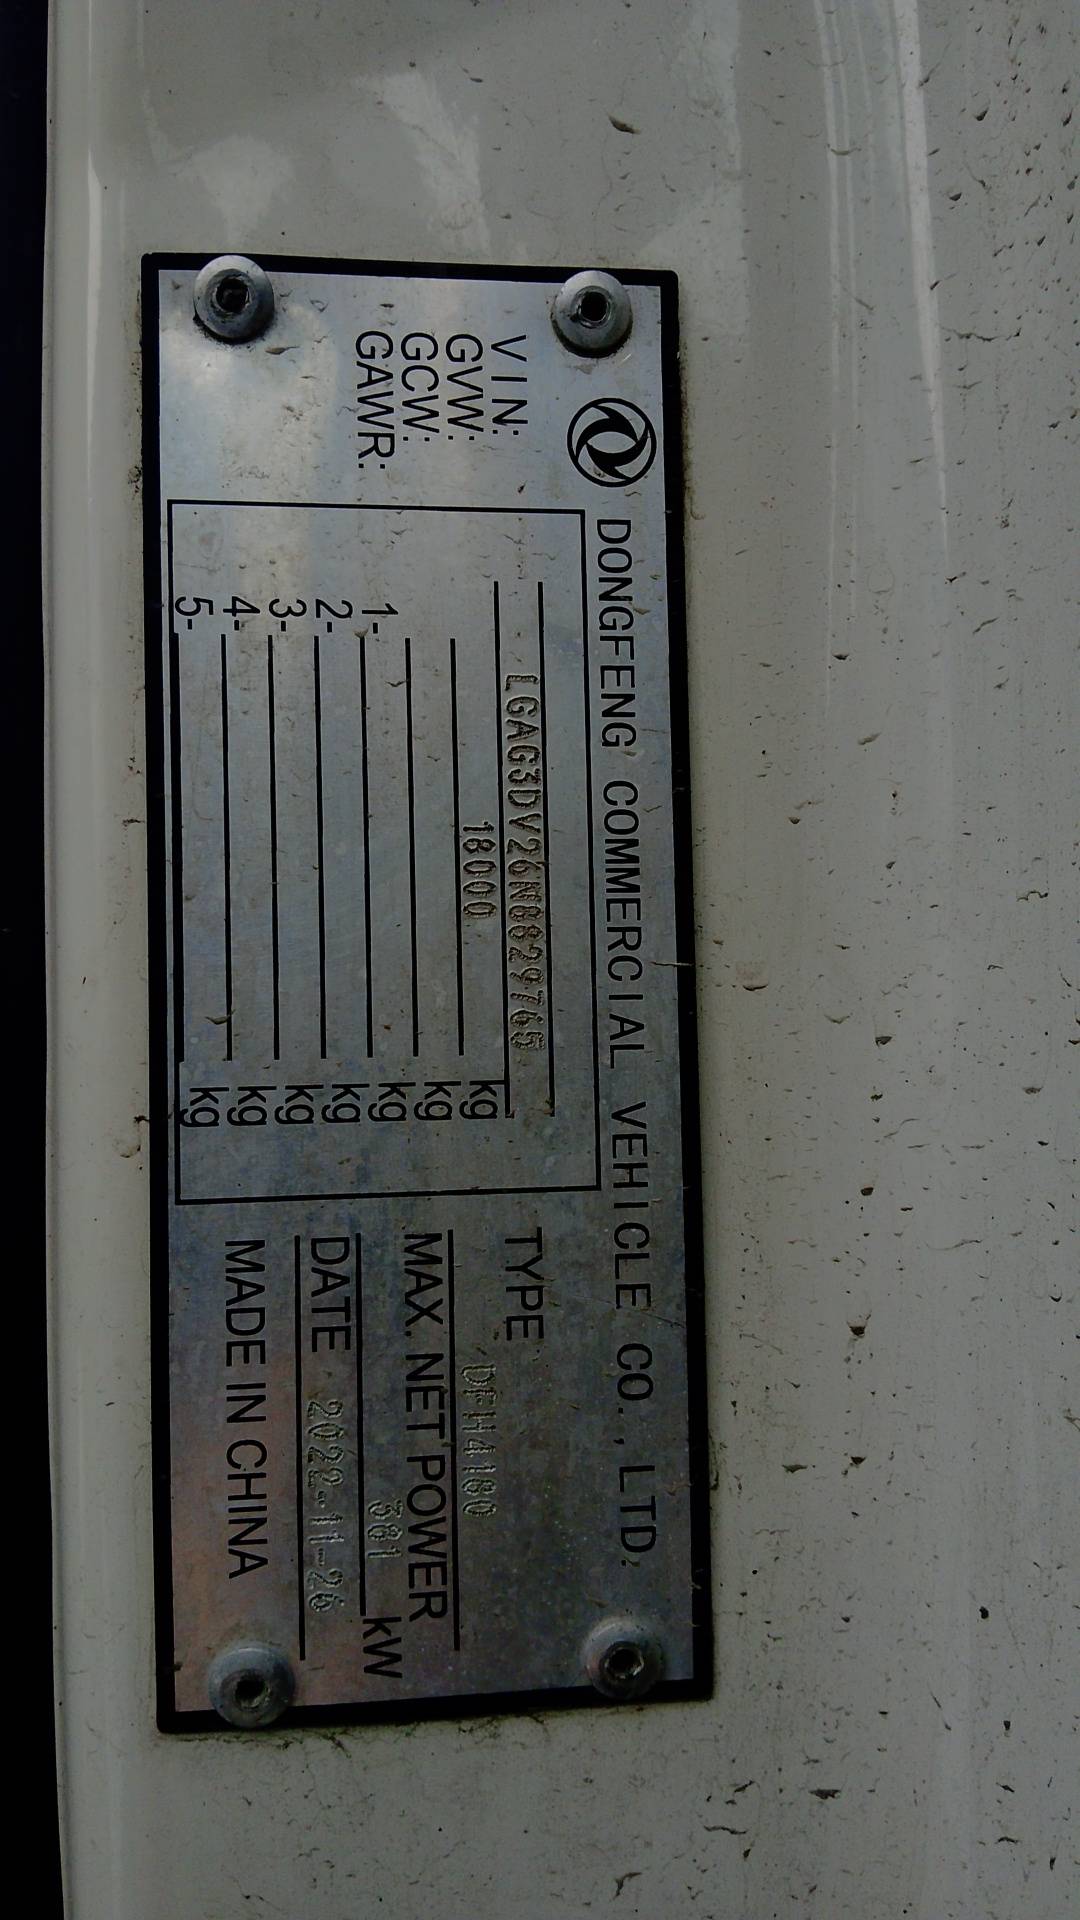 DONGFENG COMMERCIAL VEHICLE CO., LTD.
VIN: LGAG3DV26N8829765
GVW: 18000 kg
GCW: kg
GAWR: 1- kg
2- kg
3- kg
4- kg
5- kg
TYPE
DFH4180
MAX. NET POWER
381 kW
DATE 2022-11-26
MADE IN CHINA